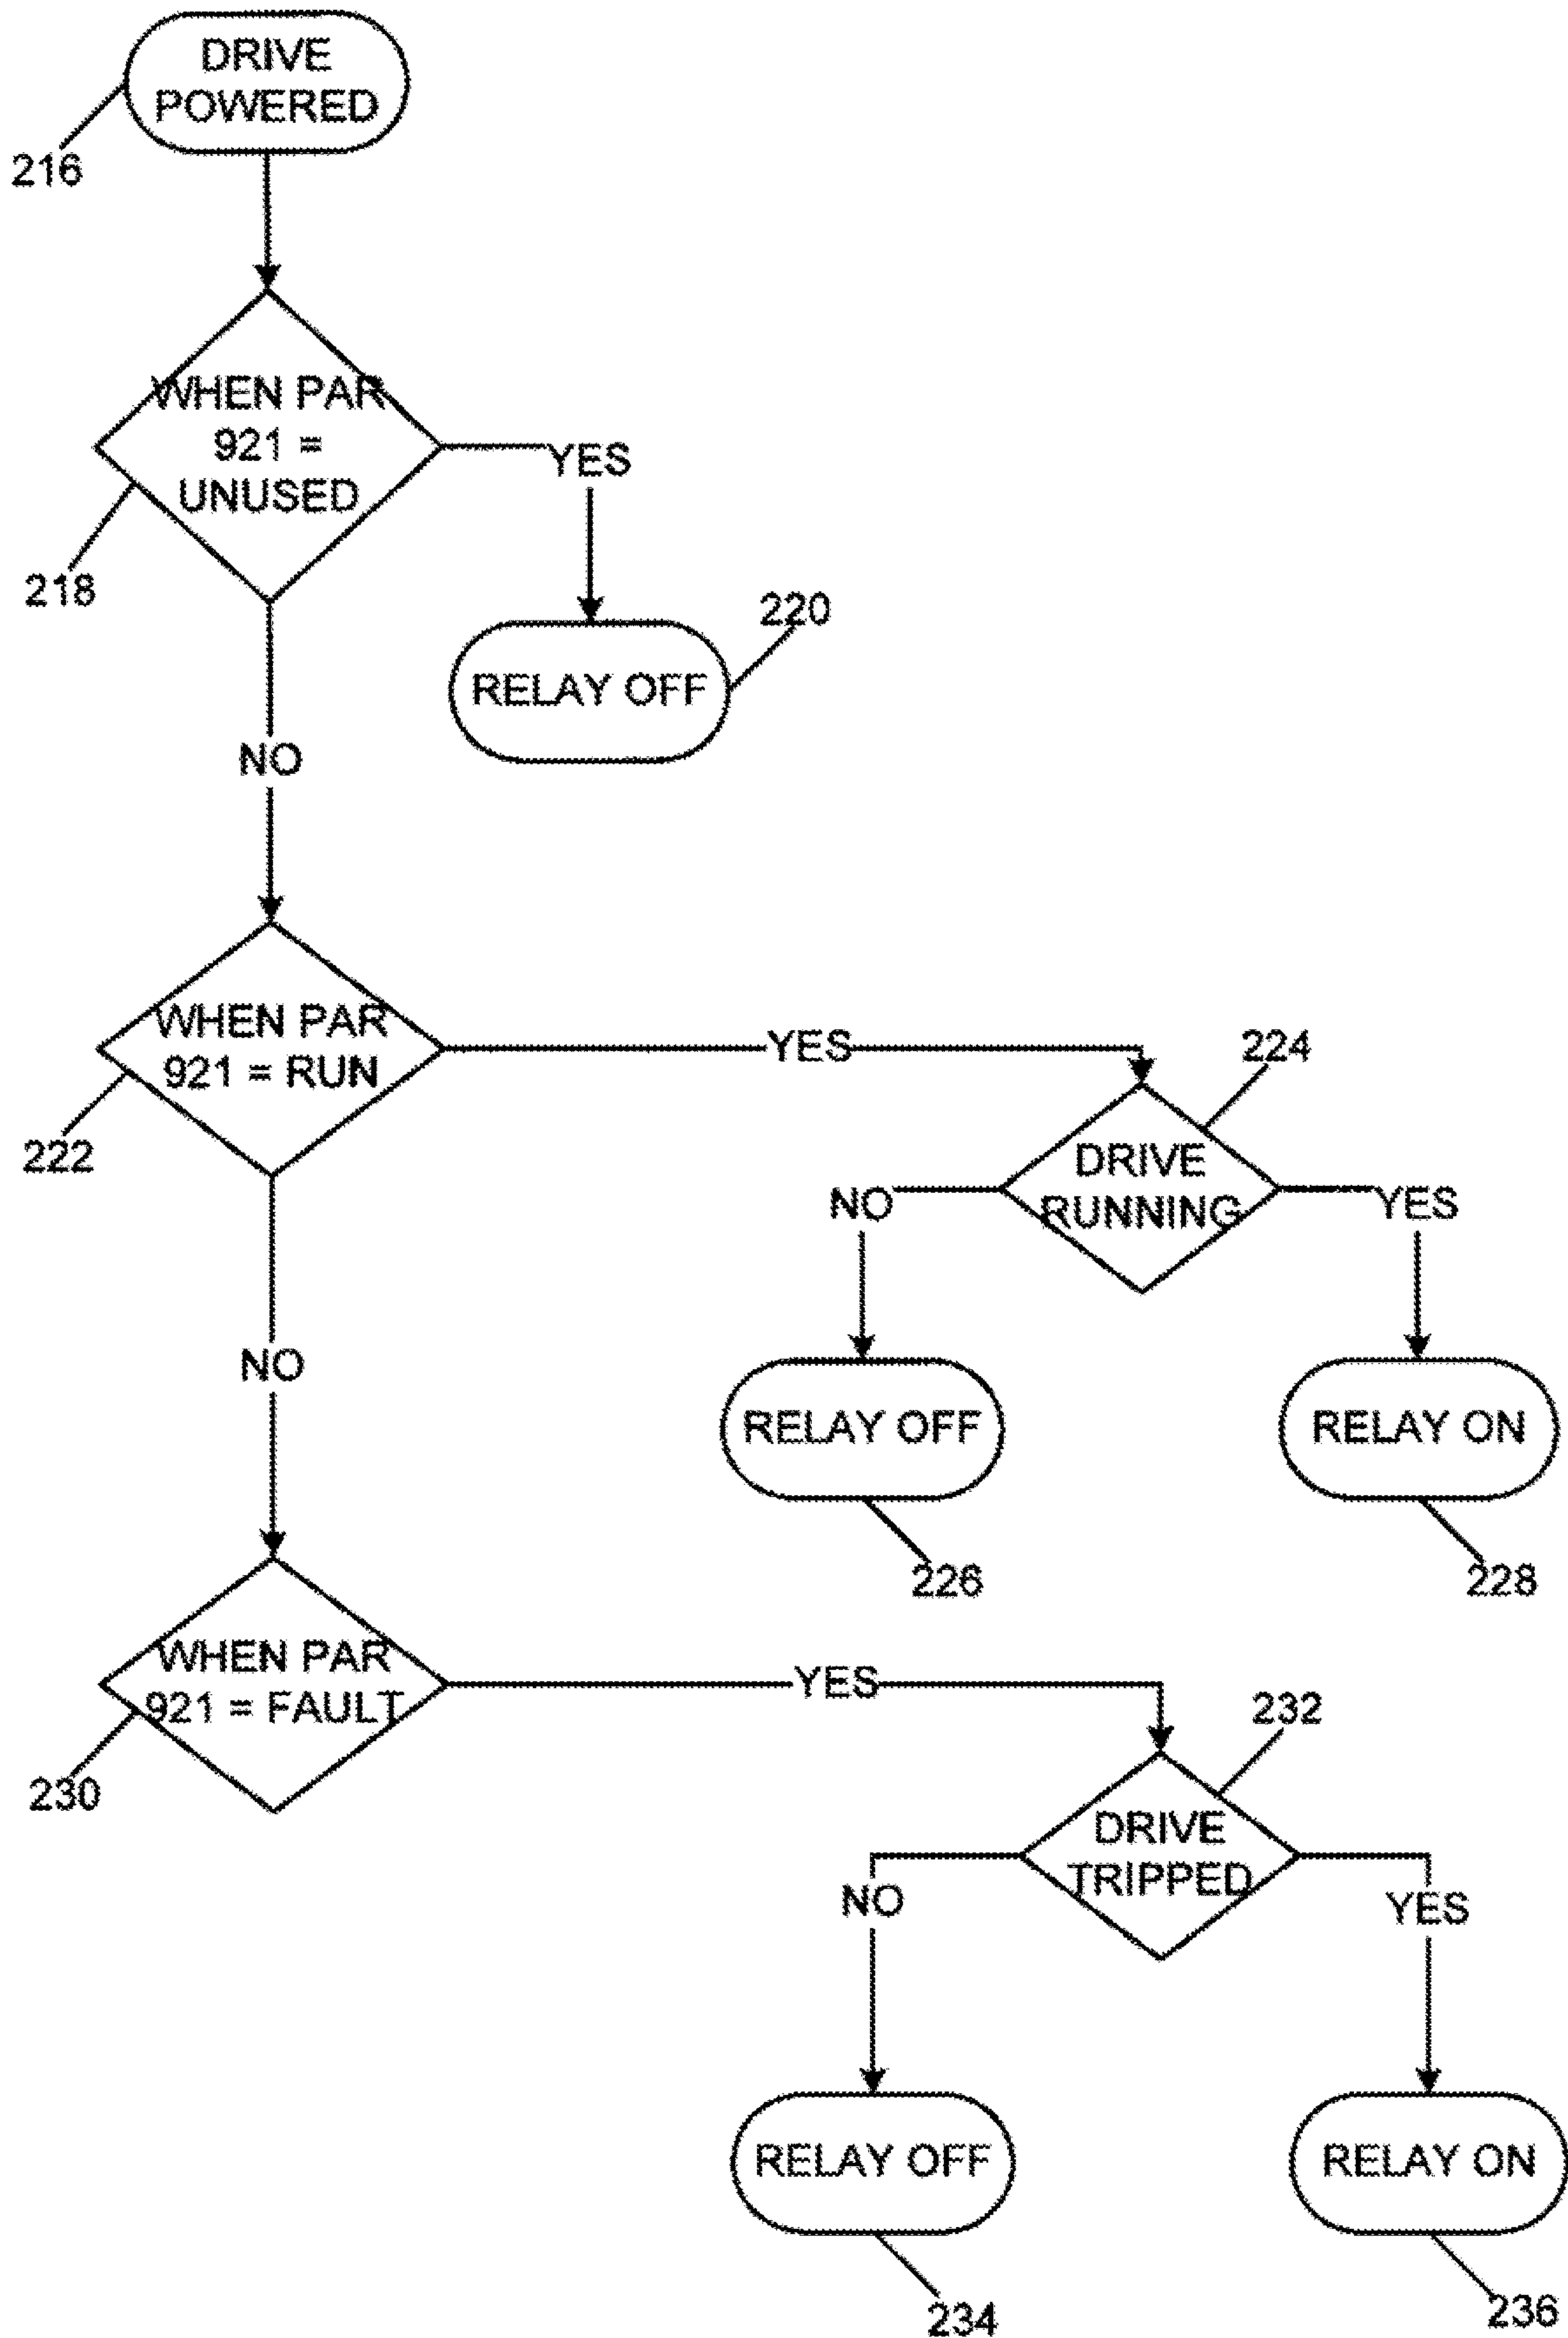 DRIVE
POWERED
216
WHEN PAR
921 =
UNUSED
YES
218
220
RELAY OFF
NO
WHEN PAR
921 = RUN
YES
224
222
DRIVE
RUNNING
NO
YES
NO
RELAY OFF
RELAY ON
226
228
WHEN PAR
921 = FAULT
YES
232
230
DRIVE
TRIPPED
NO
YES
RELAY OFF
RELAY ON
234
236